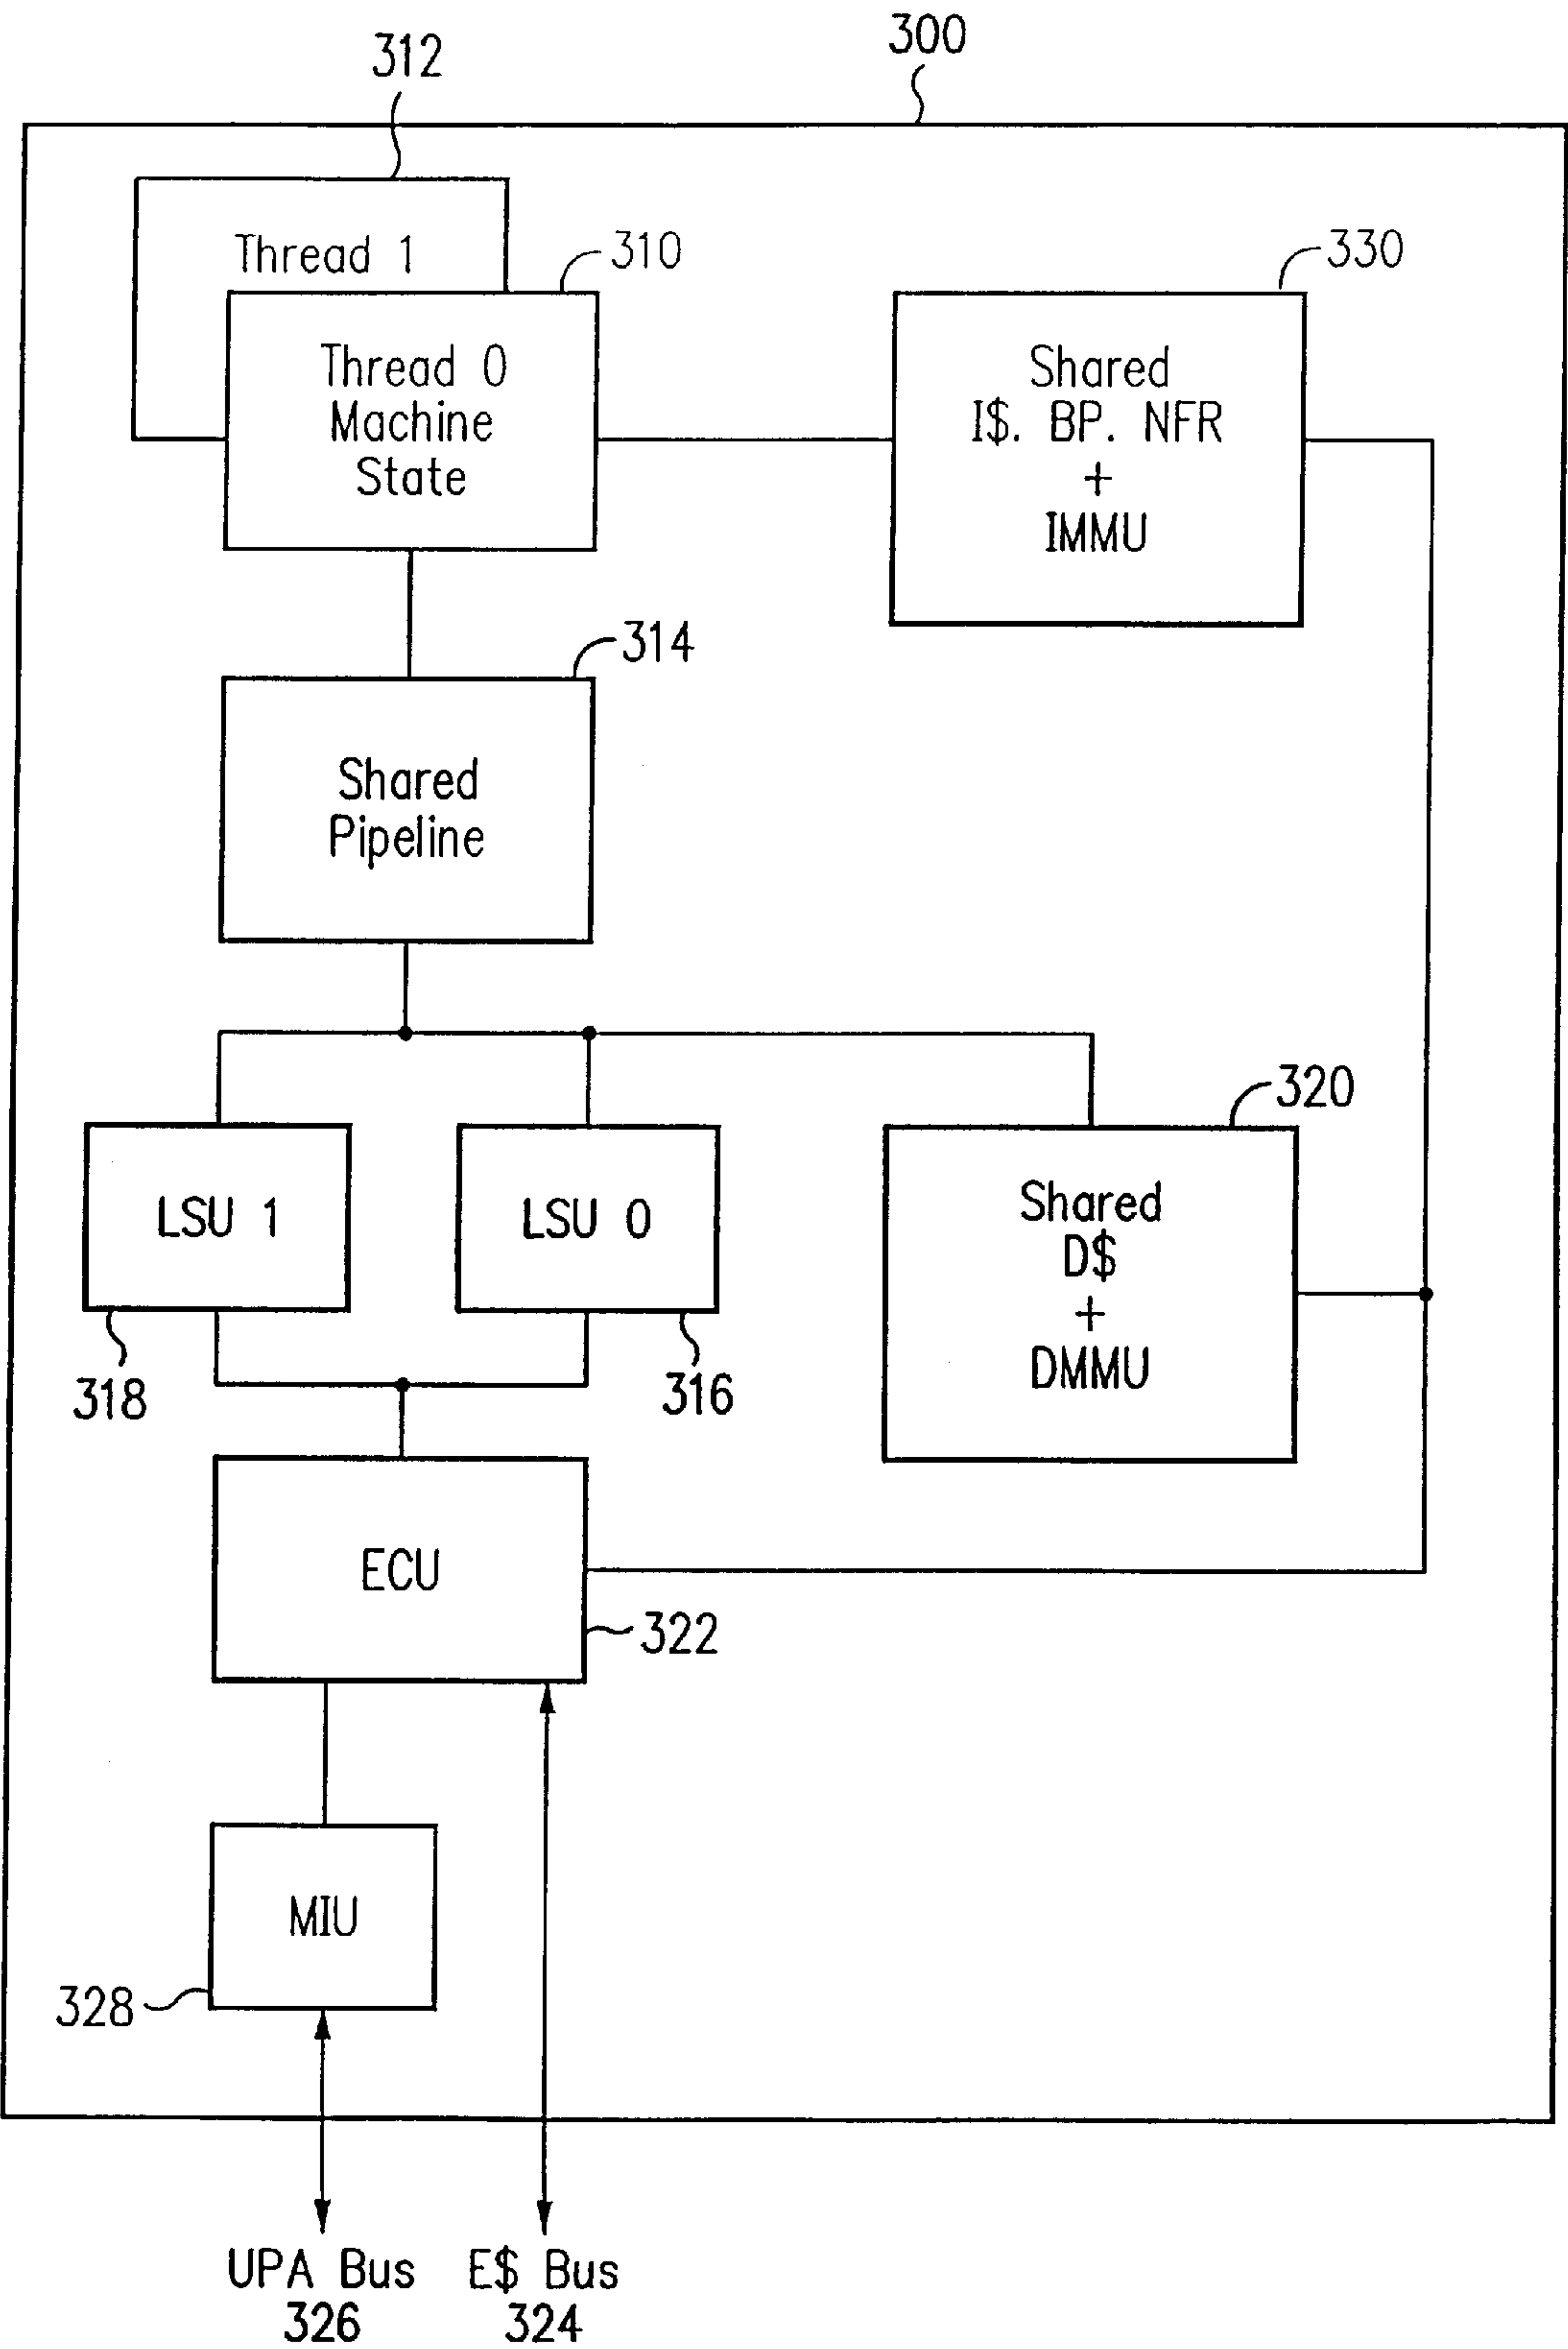 300
312
Thread 1
310
330
Thread 0
Machine
State
Shared
I$. BP. NFR
+
IMMU
314
Shared
Pipeline
320
LSU 1
LSU 0
Shared
D$
+
DMMU
318
316
ECU
322
MIU
328
UPA Bus
326
E$ Bus
324